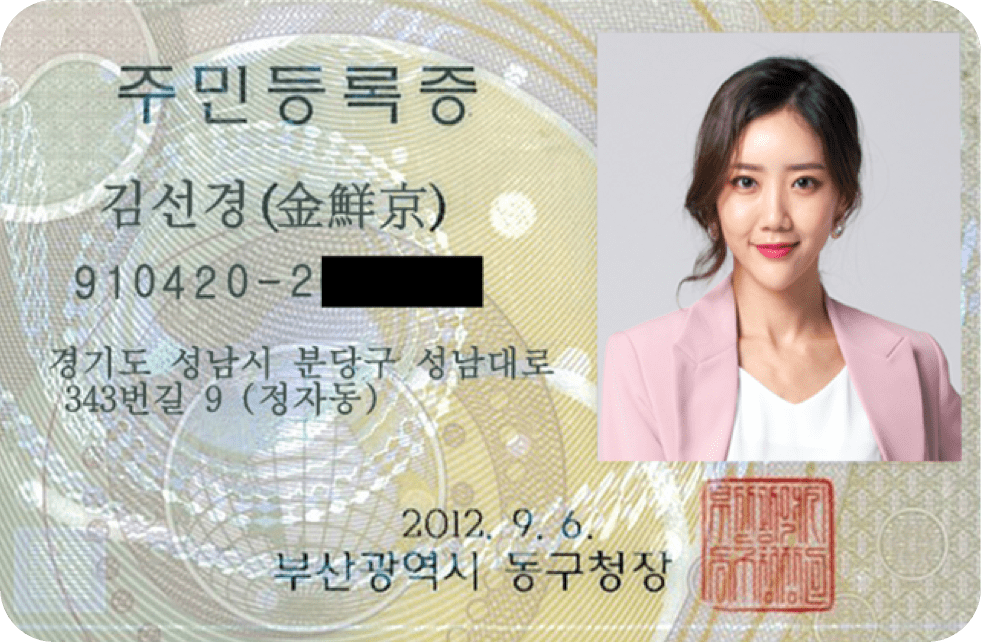 주민등록증
김선경(金鮮京)
910420-2
경기도 성남시 분당구 성남대로
343번길 9 (정자동)
2012. 9. 6.
부산광역시 동구청장